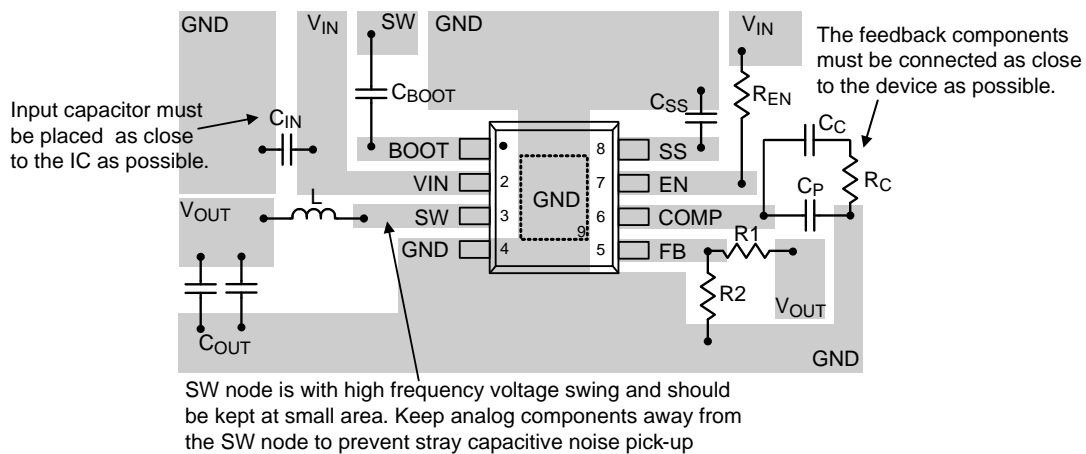 GND
VIN
SW
GND
VIN
The feedback components
must be connected as close
to the device as possible.
Input capacitor must
be placed as close
to the IC as possible.
CIN
CBOOT
CSS
REN
CC
RC
CP
BOOT
8
SS
VIN
2
GND
7
EN
VOUT
L
SW
3
6
COMP
R1
GND
4
9
5
FB
R2
VOUT
COUT
GND
SW node is with high frequency voltage swing and should
be kept at small area. Keep analog components away from
the SW node to prevent stray capacitive noise pick-up